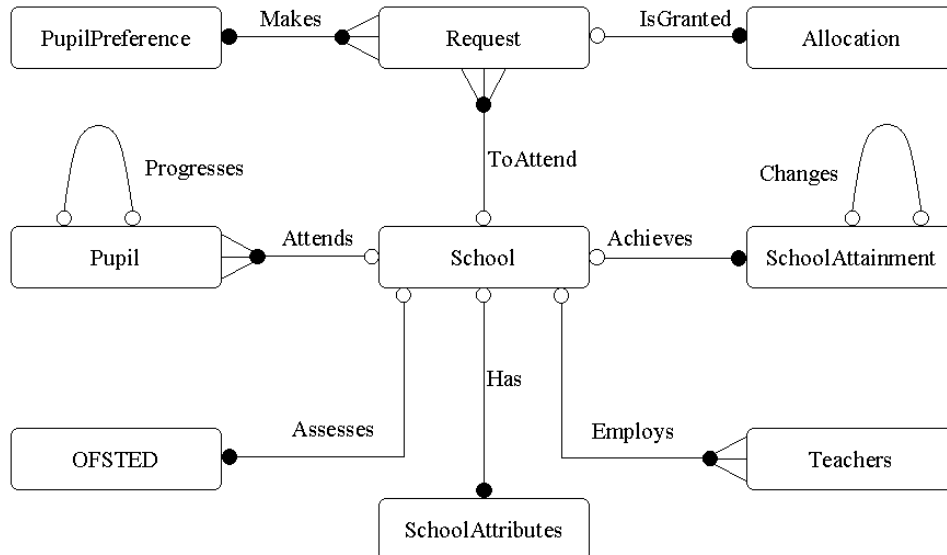 Makes
IsGranted
PupilPreference
Request
Allocation
ToAttend
Progresses
Changes
Attends
Achieves
Pupil
School
SchoolAttainment
Has
Assesses
Employs
OFSTED
Teachers
SchoolAttributes